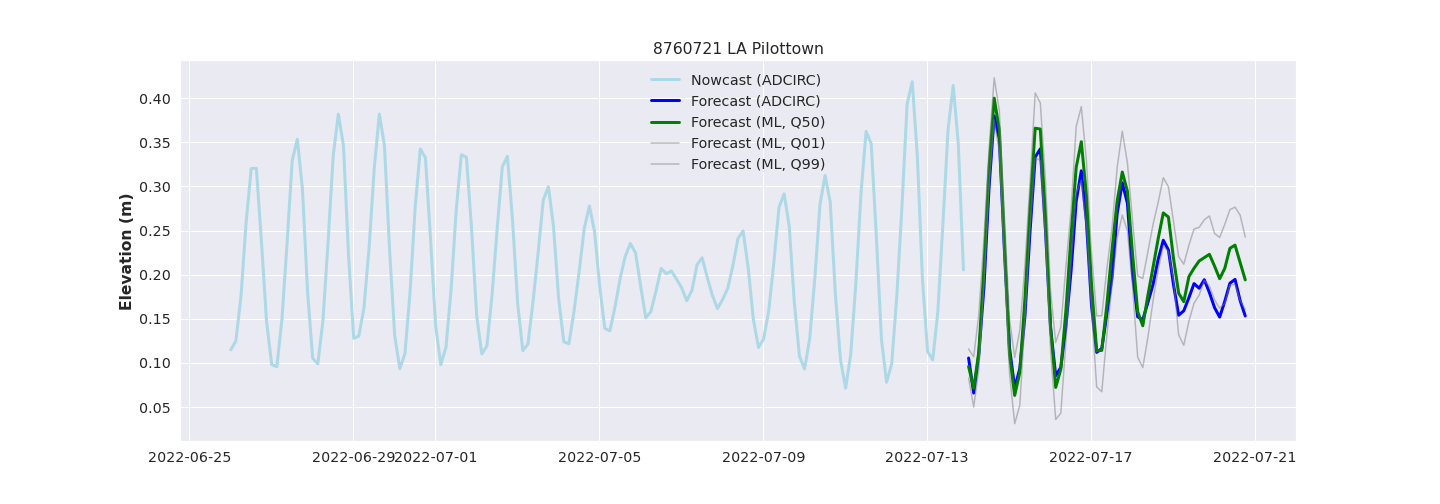 8760721 LA Pilottown
Nowcast (ADCIRC)
Forecast (ADCIRC)
Forecast (ML, Q50)
Forecast (ML, Q01)
Forecast (ML, Q99)
Elevation (m)
0.40
0.35
0.30
0.25
0.20
0.15
0.10
0.05
2022-06-25 2022-06-29 2022-07-01 2022-07-05 2022-07-09 2022-07-13 2022-07-17 2022-07-21